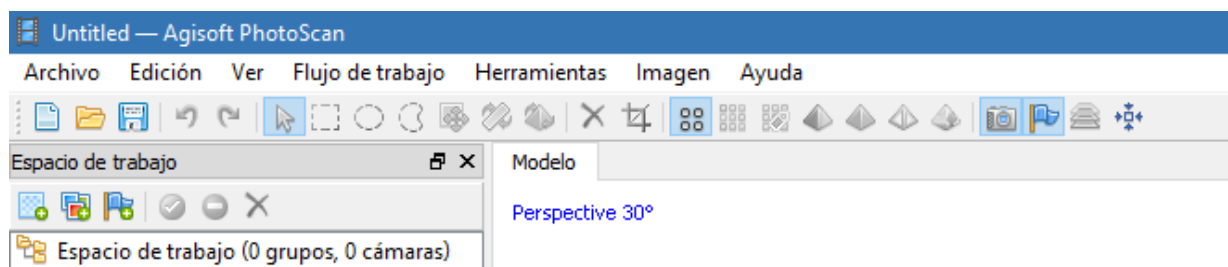 Untitled — Agisoft PhotoScan
Archivo Edición Ver Flujo de trabajo Herramientas Imagen Ayuda
Espacio de trabajo
Modelo
Perspective 30°
Espacio de trabajo (0 grupos, 0 cámaras)